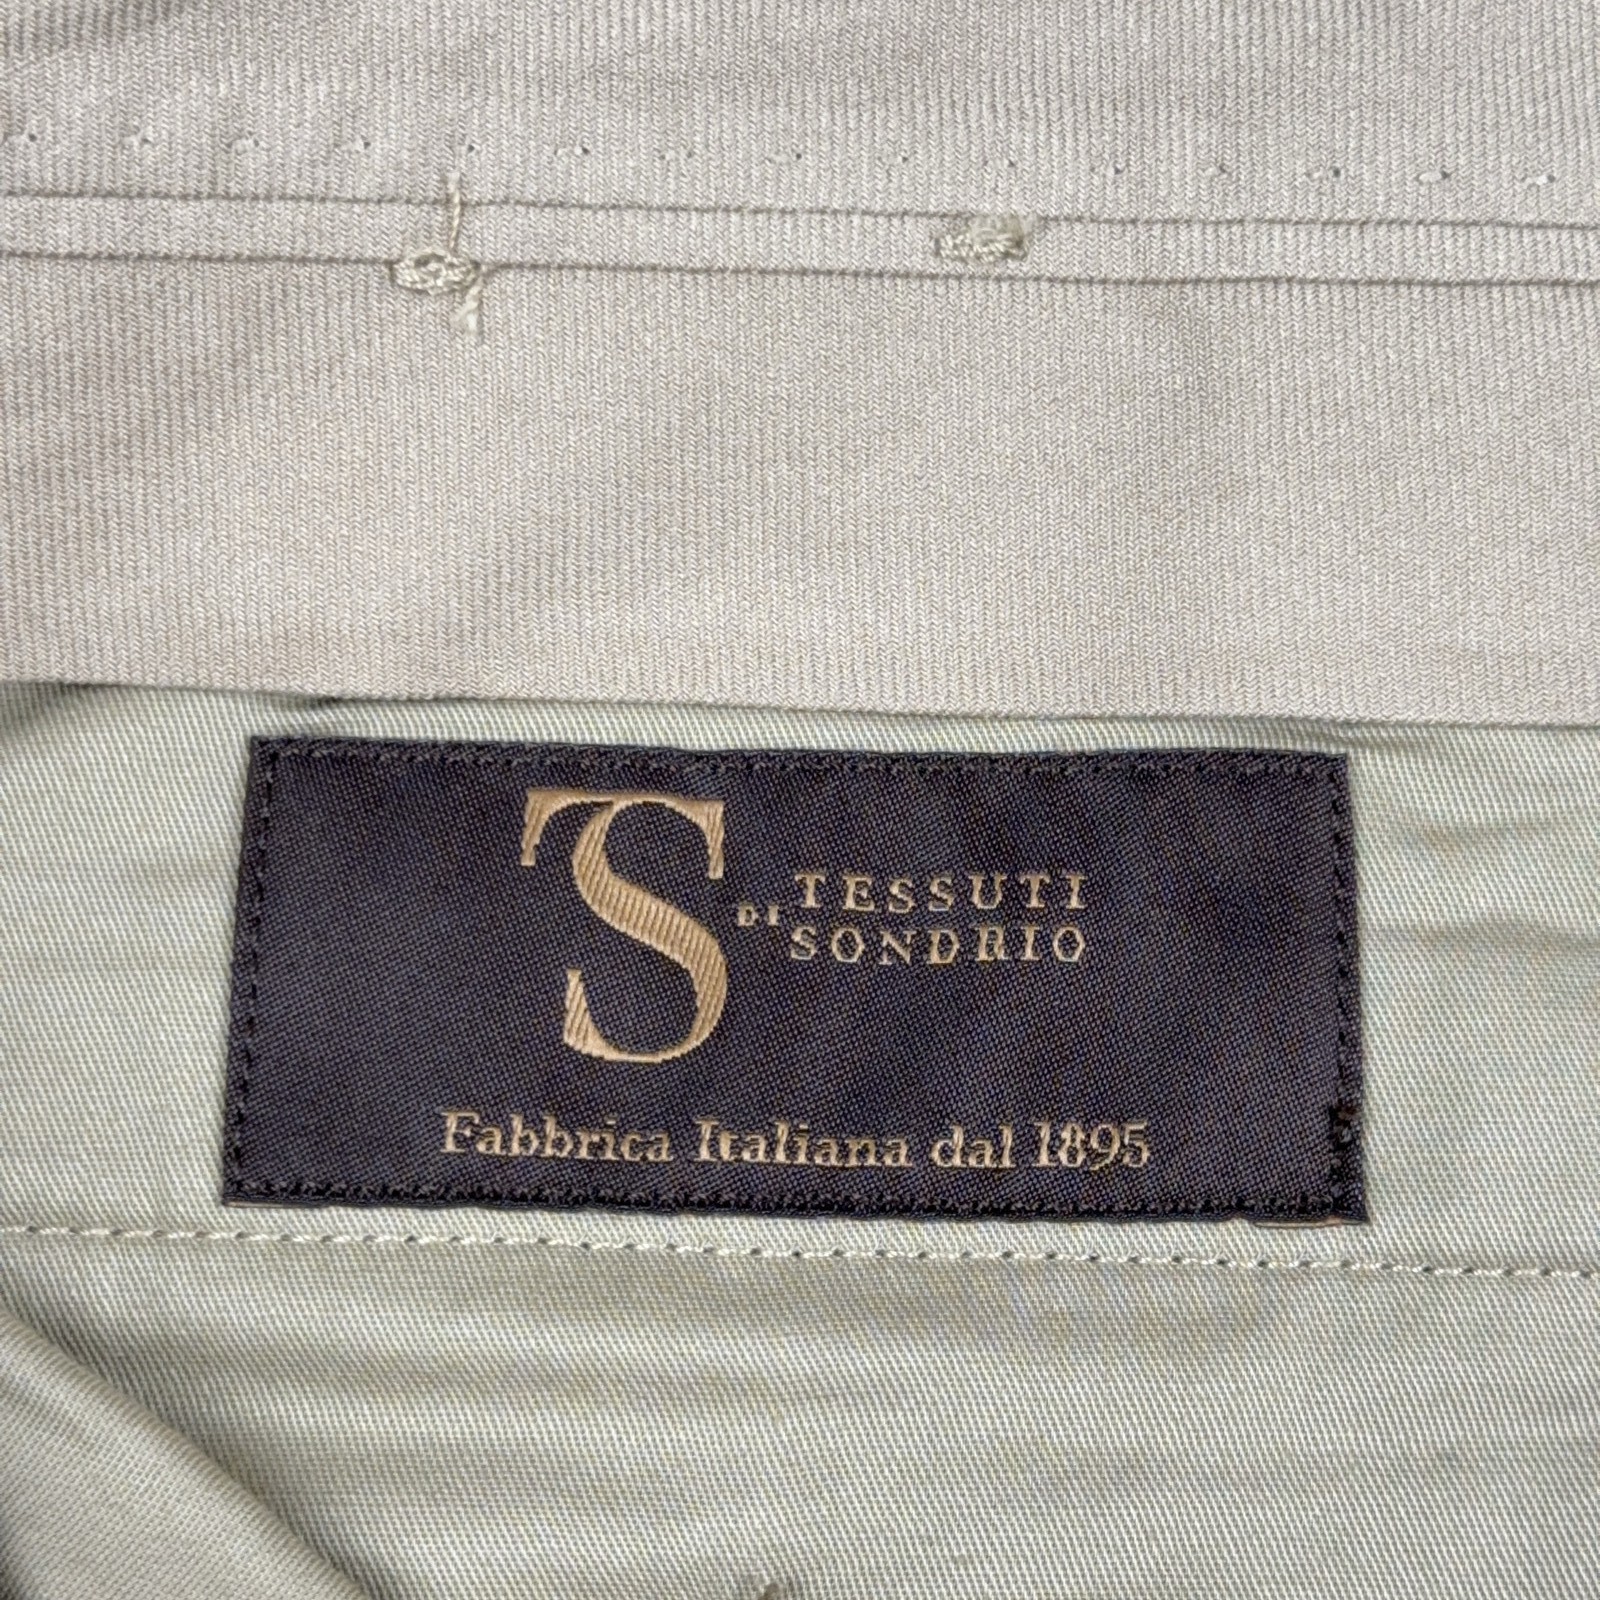 TS
TESSUTI
DI SONDRIO
Fabbrica Italiana dal 1895